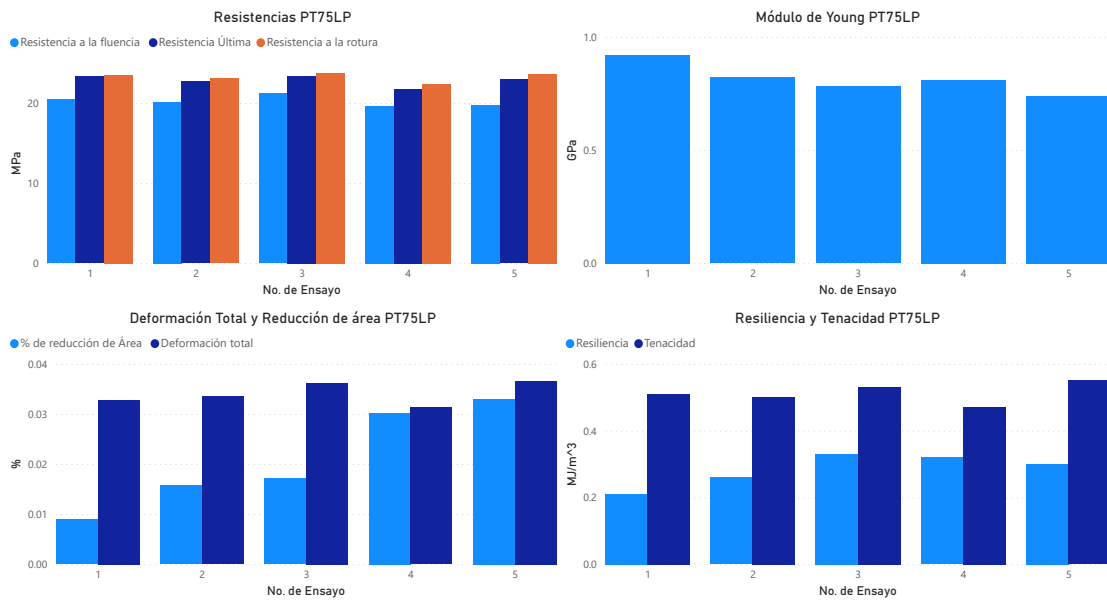 Resistencias PT75LP
Resistencia a la fluencia Resistencia Última Resistencia a la rotura
20
10
0
MPa
1 2 3 4 5
No. de Ensayo
Módulo de Young PT75LP
1.0
0.5
0.0
GPa
1 2 3 4 5
No. de Ensayo
Deformación Total y Reducción de área PT75LP
% de reducción de Área Deformación total
0.04
0.03
0.02
0.01
0.00
%
1 2 3 4 5
No. de Ensayo
Resiliencia y Tenacidad PT75LP
Resiliencia Tenacidad
0.6
0.4
0.2
0.0
MJ/m^3
1 2 3 4 5
No. de Ensayo